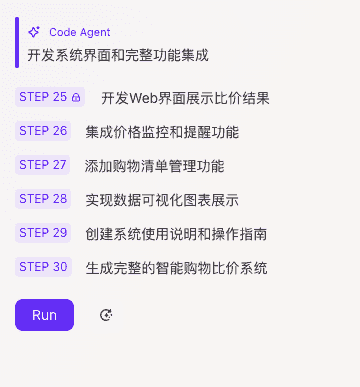 Code Agent
开发系统界面和完整功能集成
STEP 25 开发Web界面展示比价结果
STEP 26 集成价格监控和提醒功能
STEP 27 添加购物清单管理功能
STEP 28 实现数据可视化图表展示
STEP 29 创建系统使用说明和操作指南
STEP 30 生成完整的智能购物比价系统
Run